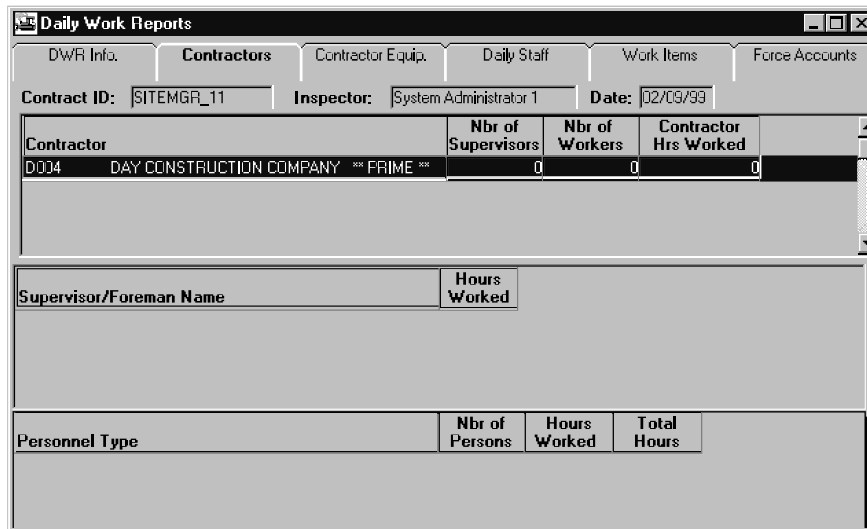 Daily Work Reports
DWR Info. Contractors Contractor Equip. Daily Staff Work Items Force Accounts
Contract ID: SITEMGR_11 Inspector: System Administrator 1 Date: 02/09/99
Contractor Nbr of Supervisors Nbr of Workers Contractor Hrs Worked
D004 DAY CONSTRUCTION COMPANY ** PRIME ** 0 0 0
Supervisor/Foreman Name Hours Worked
Personnel Type Nbr of Persons Hours Worked Total Hours